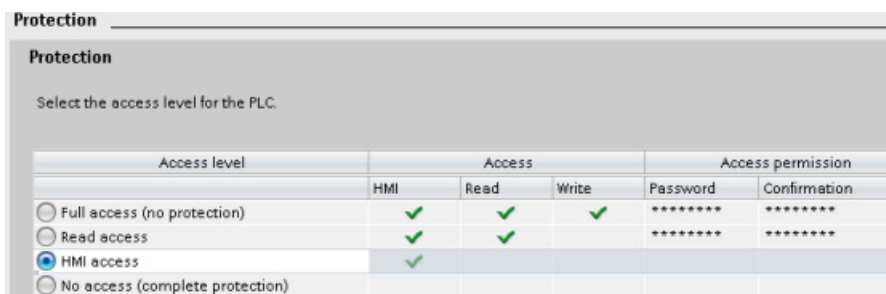 Protection
Protection
Select the access level for the PLC.
Access level Access Access permission
HMI Read Write Password Confirmation
Full access (no protection) ******** ********
Read access ******** ********
HMI access
No access (complete protection)